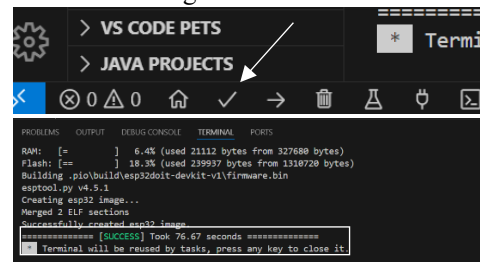 > VS CODE PETS
* Termi
> JAVA PROJECTS
0 0
PROBLEMS OUTPUT DEBUG CONSOLE TERMINAL PORTS
RAM: [= ] 6.4% (used 21112 bytes from 327680 bytes)
Flash: [== ] 18.3% (used 239937 bytes from 1310720 bytes)
Building .pio\build\esp32doit-devkit-v1\firmware.bin
esptool.py v4.5.1
Creating esp32 image...
Merged 2 ELF sections
Successfully created esp32 image.
============== [SUCCESS] Took 76.67 seconds ==============
* Terminal will be reused by tasks, press any key to close it.